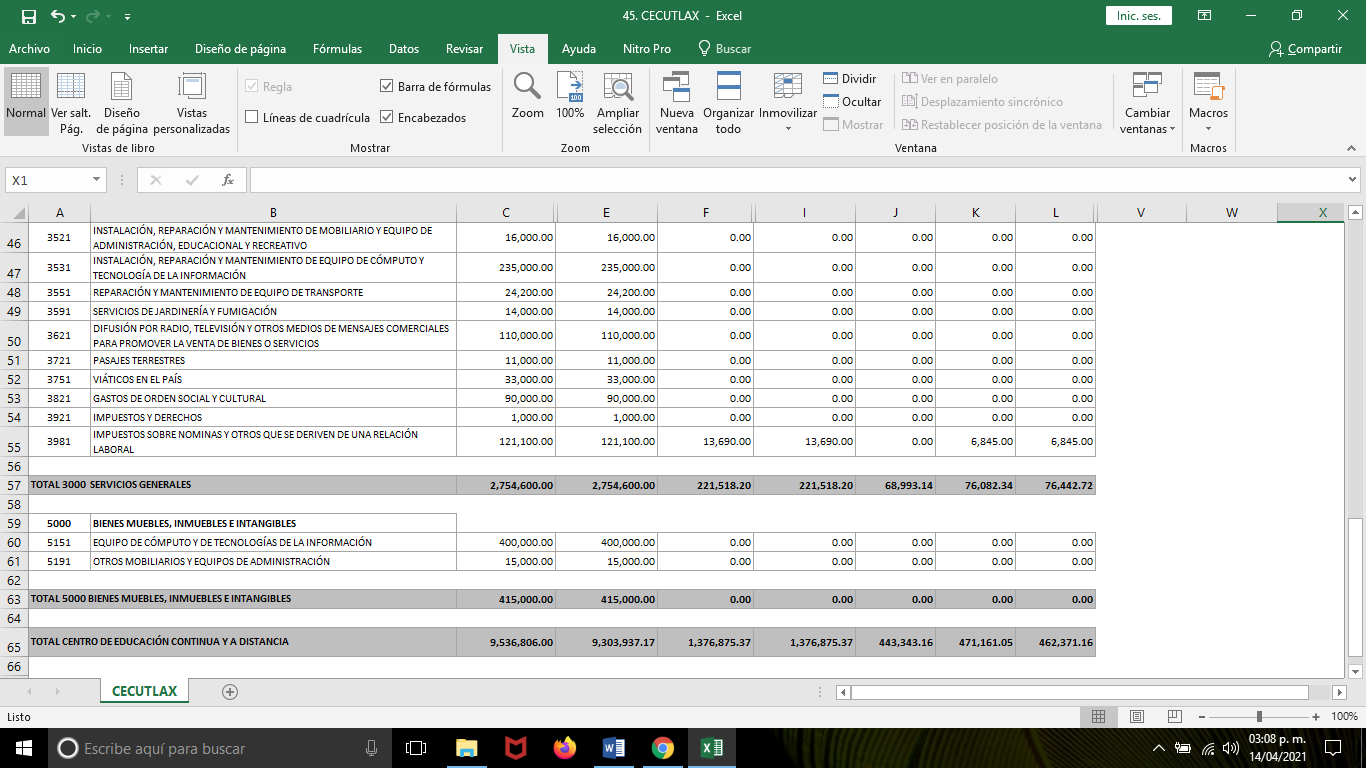 45. CECUTLAX - Excel
Inic. ses.
Archivo Inicio Insertar Diseño de página Fórmulas Datos Revisar Vista Ayuda Nitro Pro Buscar Compartir
Normal Ver salt. Pág. Diseño de página Vistas personalizadas
Vistas de libro
Regla Barra de fórmulas
Líneas de cuadrícula Encabezados
Mostrar
Zoom 100% Ampliar selección
100
Zoom
Nueva ventana Organizar todo Inmovilizar
Dividir
Ocultar
Mostrar
Ver en paralelo
Desplazamiento sincrónico
Restablecer posición de la ventana
Cambiar ventanas
Ventana
Macros
Macros
X1 fx
A B C E F I J K L V W X
46 3521 INSTALACIÓN, REPARACIÓN Y MANTENIMIENTO DE MOBILIARIO Y EQUIPO DE 16,000.00 16,000.00 0.00 0.00 0.00 0.00 0.00
ADMINISTRACIÓN, EDUCACIONAL Y RECREATIVO
47 3531 INSTALACIÓN, REPARACIÓN Y MANTENIMIENTO DE EQUIPO DE CÓMPUTO Y 235,000.00 235,000.00 0.00 0.00 0.00 0.00 0.00
TECNOLOGÍA DE LA INFORMACIÓN
48 3551 REPARACIÓN Y MANTENIMIENTO DE EQUIPO DE TRANSPORTE 24,200.00 24,200.00 0.00 0.00 0.00 0.00 0.00
49 3591 SERVICIOS DE JARDINERÍA Y FUMIGACIÓN 14,000.00 14,000.00 0.00 0.00 0.00 0.00 0.00
50 3621 DIFUSIÓN POR RADIO, TELEVISIÓN Y OTROS MEDIOS DE MENSAJES COMERCIALES 110,000.00 110,000.00 0.00 0.00 0.00 0.00 0.00
PARA PROMOVER LA VENTA DE BIENES O SERVICIOS
51 3721 PASAJES TERRESTRES 11,000.00 11,000.00 0.00 0.00 0.00 0.00 0.00
52 3751 VIÁTICOS EN EL PAÍS 33,000.00 33,000.00 0.00 0.00 0.00 0.00 0.00
53 3821 GASTOS DE ORDEN SOCIAL Y CULTURAL 90,000.00 90,000.00 0.00 0.00 0.00 0.00 0.00
54 3921 IMPUESTOS Y DERECHOS 1,000.00 1,000.00 0.00 0.00 0.00 0.00 0.00
55 3981 IMPUESTOS SOBRE NOMINAS Y OTROS QUE SE DERIVEN DE UNA RELACIÓN 121,100.00 121,100.00 13,690.00 13,690.00 0.00 6,845.00 6,845.00
LABORAL
56
57 TOTAL 3000 SERVICIOS GENERALES 2,754,600.00 2,754,600.00 221,518.20 221,518.20 68,993.14 76,082.34 76,442.72
58
59 5000 BIENES MUEBLES, INMUEBLES E INTANGIBLES
60 5151 EQUIPO DE CÓMPUTO Y DE TECNOLOGÍAS DE LA INFORMACIÓN 400,000.00 400,000.00 0.00 0.00 0.00 0.00 0.00
61 5191 OTROS MOBILIARIOS Y EQUIPOS DE ADMINISTRACIÓN 15,000.00 15,000.00 0.00 0.00 0.00 0.00 0.00
62
63 TOTAL 5000 BIENES MUEBLES, INMUEBLES E INTANGIBLES 415,000.00 415,000.00 0.00 0.00 0.00 0.00 0.00
64
65 TOTAL CENTRO DE EDUCACIÓN CONTINUA Y A DISTANCIA 9,536,806.00 9,303,937.17 1,376,875.37 1,376,875.37 443,343.16 471,161.05 462,371.16
66
CECUTLAX
Listo 100%
Escribe aquí para buscar
03:08 p. m.
14/04/2021